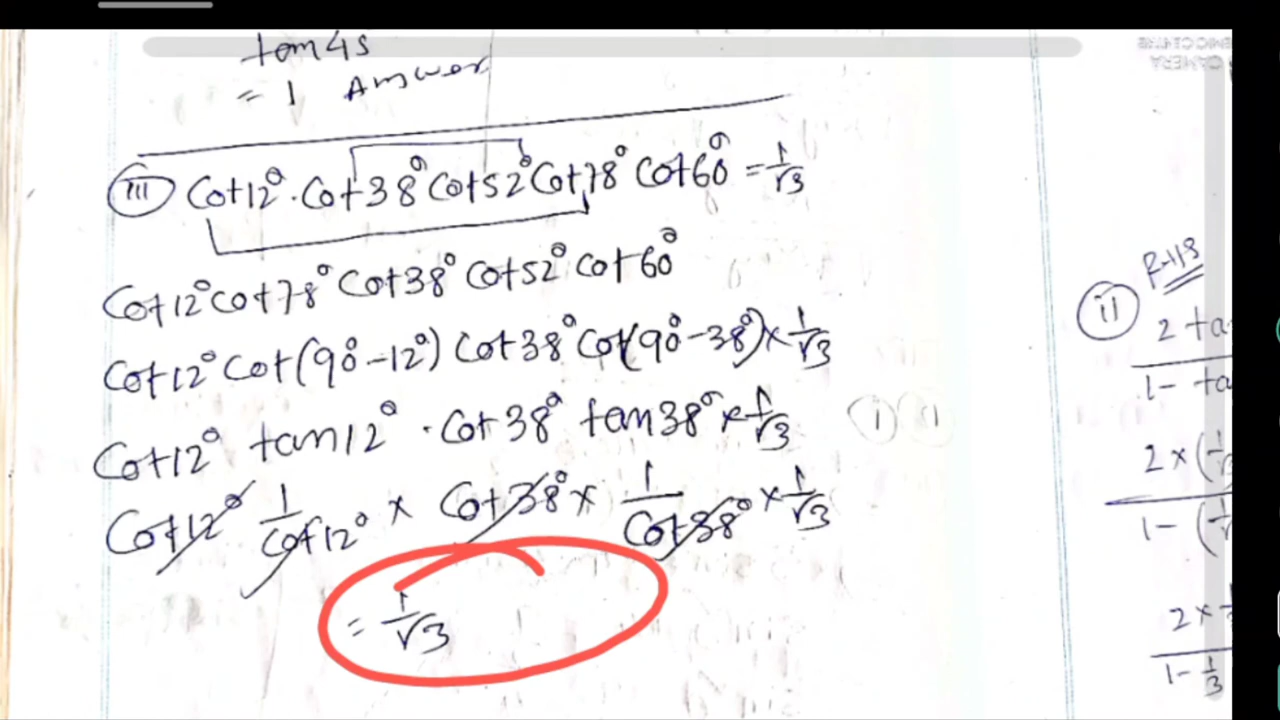 tan45
= 1 Answer
(iii) Cot12°.Cot38°Cot52°Cot78° Cot60° = 1/√3
Cot12°Cot78°Cot38°Cot52°Cot60°
Cot12°Cot(90°-12°) Cot38°Cot(90°-38°)×1/√3
Cot12° tan12° .Cot38° tan38°×1/√3
Cot12° 1/Cot12° × Cot38°× 1/Cot38° ×1/√3
= 1/√3
(ii)
2 ta
1 - ta
2×(
1 - (
2×
1 - 1/3